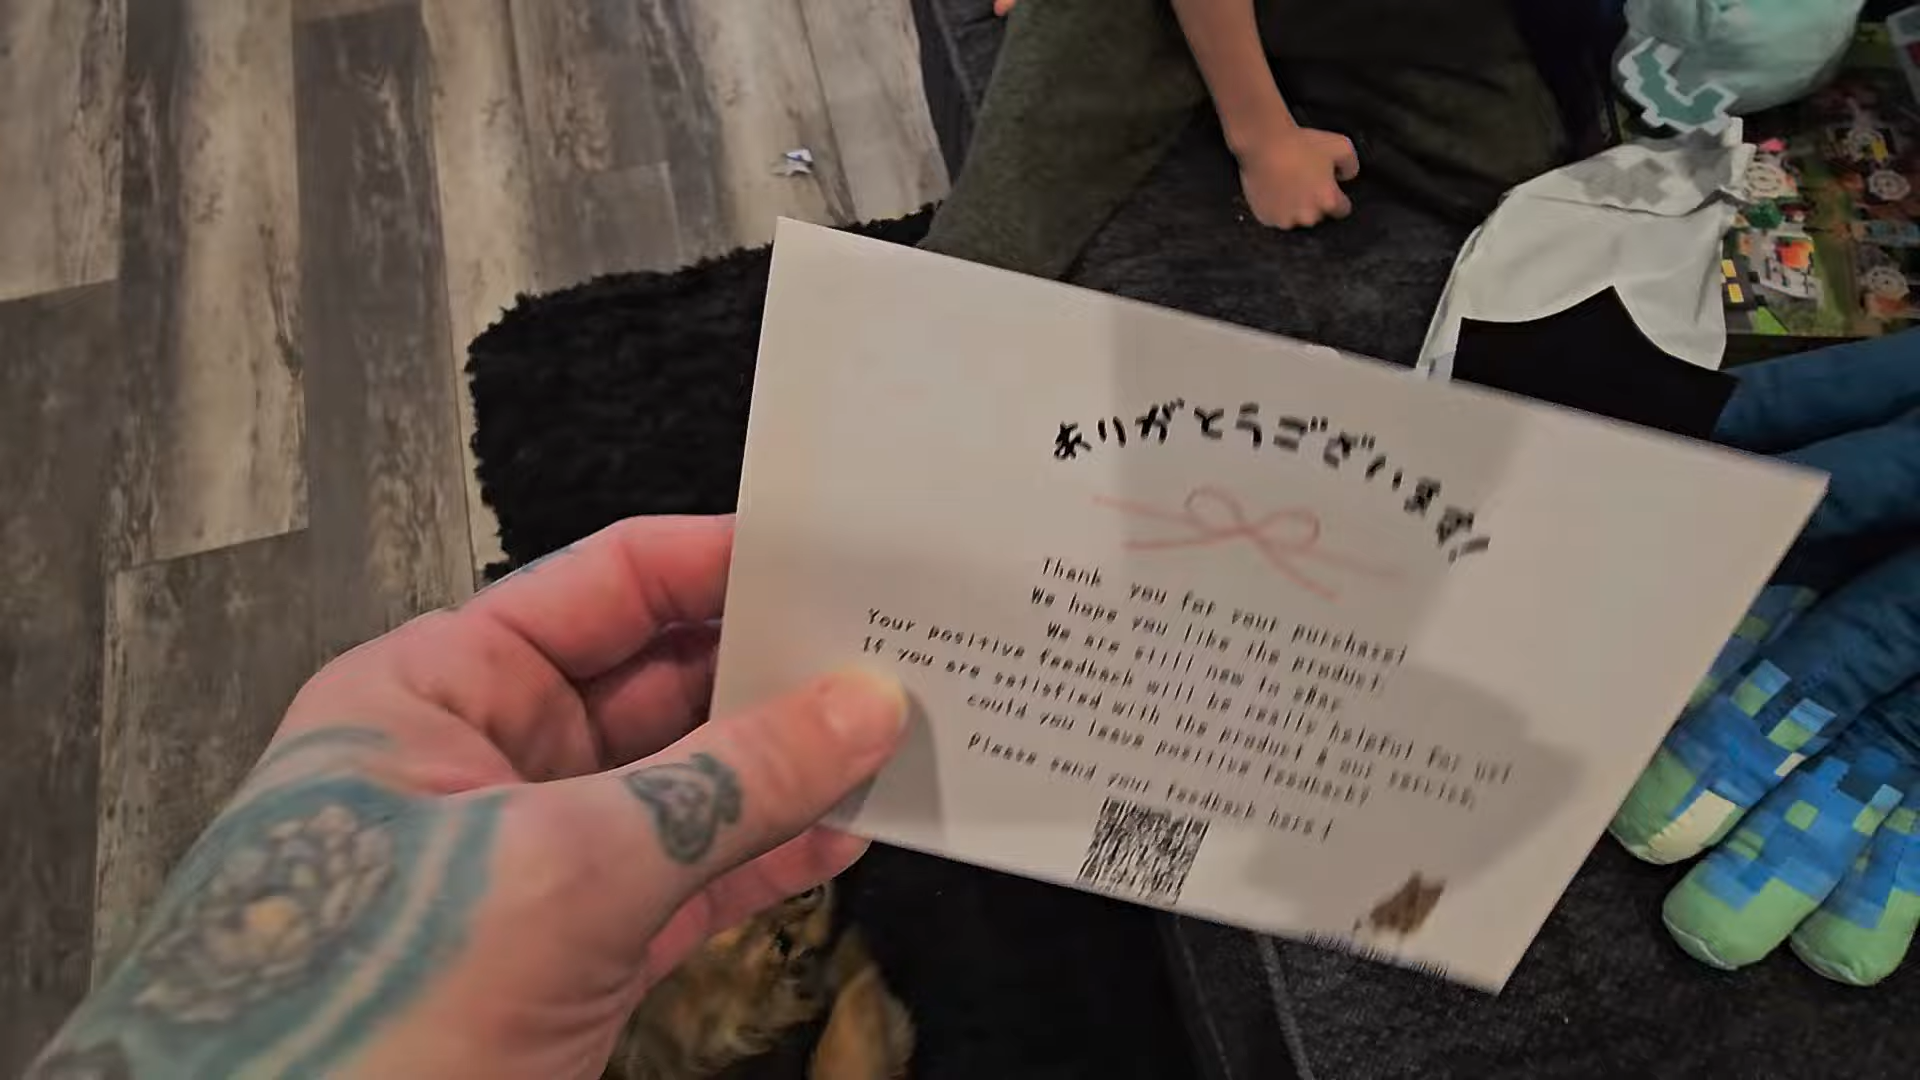 ありがとうございます!
Thank you for your purchase!
We hope you like the product.
We are still new to eBay.
Your positive feedback will be really helpful for us!
If you are satisfied with the product & our service,
could you leave positive feedback?
Please send your feedback here!